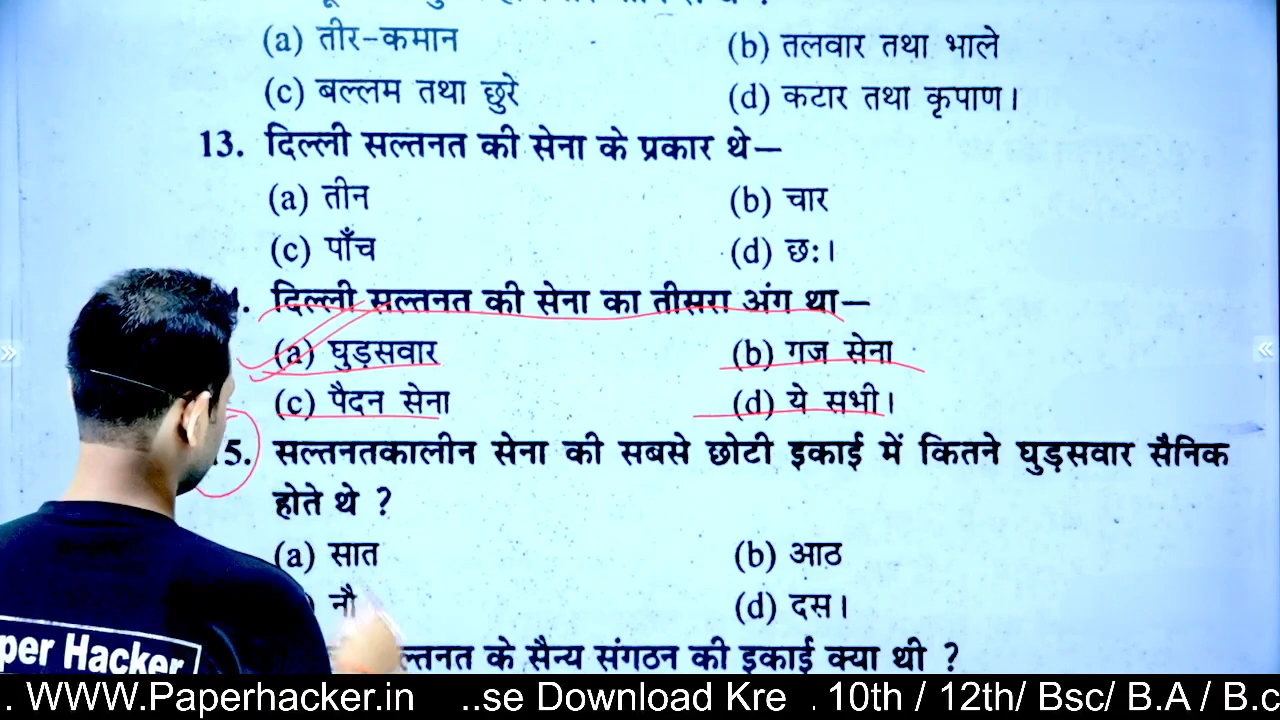 (a) तीर-कमान (b) तलवार तथा भाले
(c) बल्लम तथा छुरे (d) कटार तथा कृपाण।
13. दिल्ली सल्तनत की सेना के प्रकार थे—
(a) तीन (b) चार
(c) पाँच (d) छः।
. दिल्ली सल्तनत की सेना का तीसरा अंग था—
(a) घुड़सवार (b) गज सेना
(c) पैदन सेना (d) ये सभी।
5. सल्तनतकालीन सेना की सबसे छोटी इकाई में कितने घुड़सवार सैनिक
होते थे ?
(a) सात (b) आठ
नौ (d) दस।
ल्तनत के सैन्य संगठन की इकाई क्या थी ?
per Hacker
. WWW.Paperhacker.in ..se Download Kre . 10th / 12th/ Bsc/ B.A / B.c